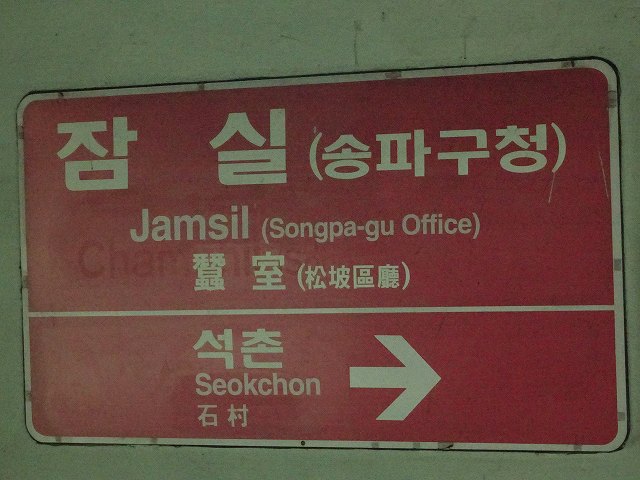 잠 실 (송파구청)
Jamsil (Songpa-gu Office)
蠶 室 (松坡區廳)
석촌
Seokchon
石村